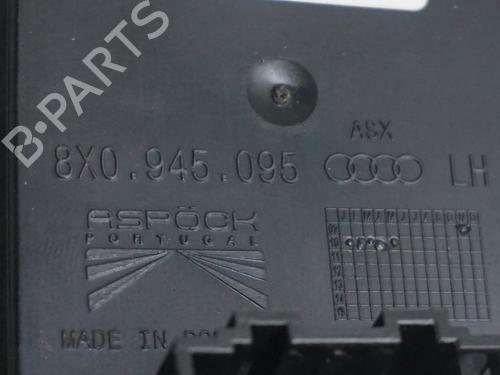 B-PARTS
ASX
8X0.945.095 LH
ASPÖCK
PORTUGAL
J F M A M J J A S O N D
MADE IN